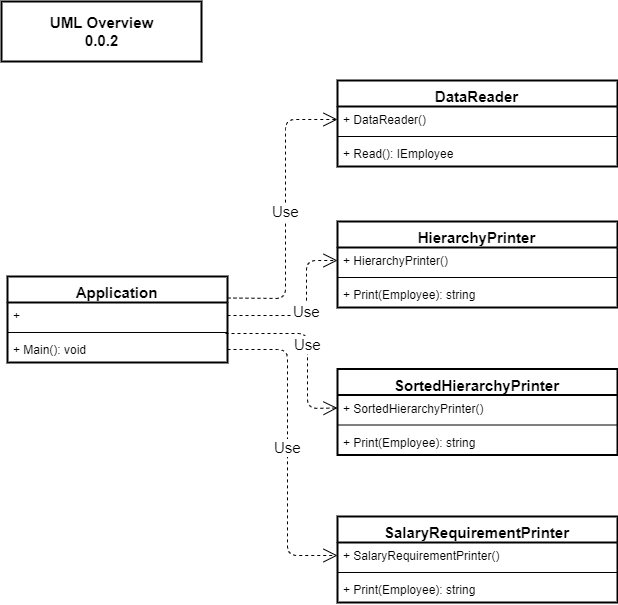 UML Overview
0.0.2
DataReader
+ DataReader()
+ Read(): IEmployee
Use
HierarchyPrinter
+ HierarchyPrinter()
+ Print(Employee): string
Use
Application
+
+ Main(): void
Use
SortedHierarchyPrinter
+ SortedHierarchyPrinter()
+ Print(Employee): string
Use
SalaryRequirementPrinter
+ SalaryRequirementPrinter()
+ Print(Employee): string